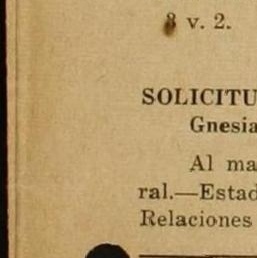 8 v. 2.
SOLICITU
Gnesia
Al ma
ral.—Estad
Relaciones